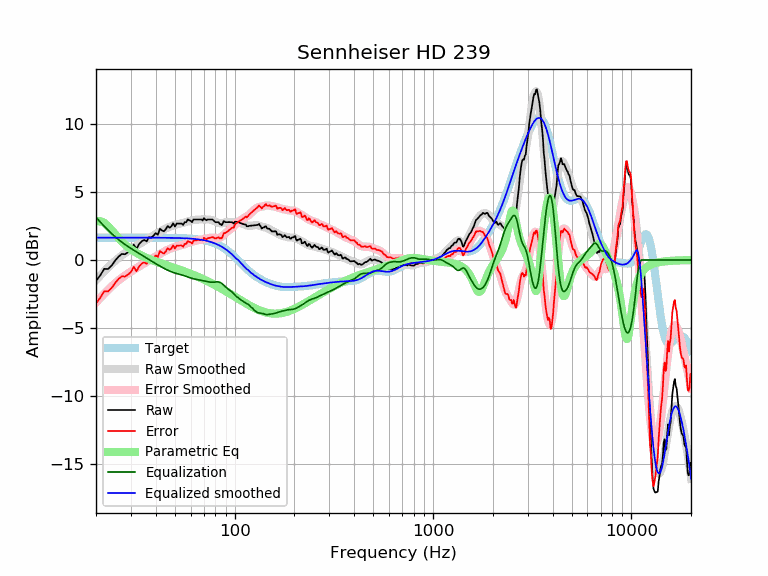 Sennheiser HD 239
10
5
0
−5
−10
−15
Amplitude (dBr)
Target
Raw Smoothed
Error Smoothed
Raw
Error
Parametric Eq
Equalization
Equalized smoothed
100
1000
10000
Frequency (Hz)